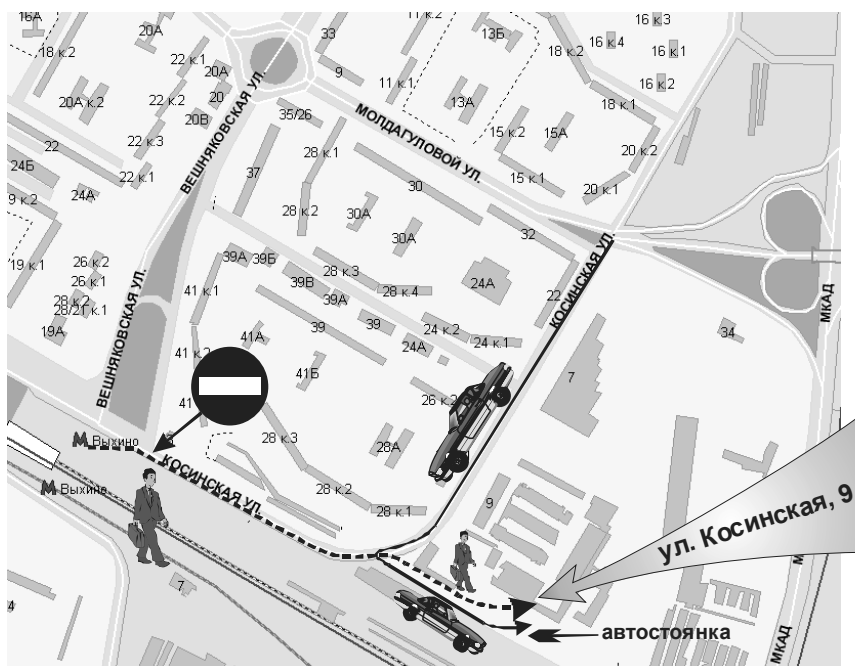 16А
20А
22 к.1
33
11 к.2
13Б
18 к.2
16 к.3
16 к.4
16 к.1
18 к.2
20А
20
22 к.2
9
11 к.1
16 к.2
20А к.2
20В
13А
18 к.1
35/26
МОЛДАГУЛОВОЙ УЛ.
15 к.2
15А
22 к.3
22
ВЕШНЯКОВСКАЯ УЛ.
28 к.1
20 к.2
24Б
22 к.1
37
15 к.1
20 к.1
9 к.2
24А
30
28 к.2
30А
32
19 к.1
30А
КОСИНСКАЯ УЛ.
26 к.2
26 к.1
39А
39Б
28 к.3
39В
28 к.4
24А
22
МКАД
28 к.2
28/21 к.1
41 к.1
39А
19А
39
39
24 к.2
34
ВЕШНЯКОВСКАЯ УЛ.
41А
24А
24 к.1
41 к.2
41Б
7
26 к.2
41
Выхино
3
28 к.3
28А
КОСИНСКАЯ УЛ.
Выхино
28 к.2
28 к.1
9
ул. Косинская, 9
7
автостоянка
МКАД